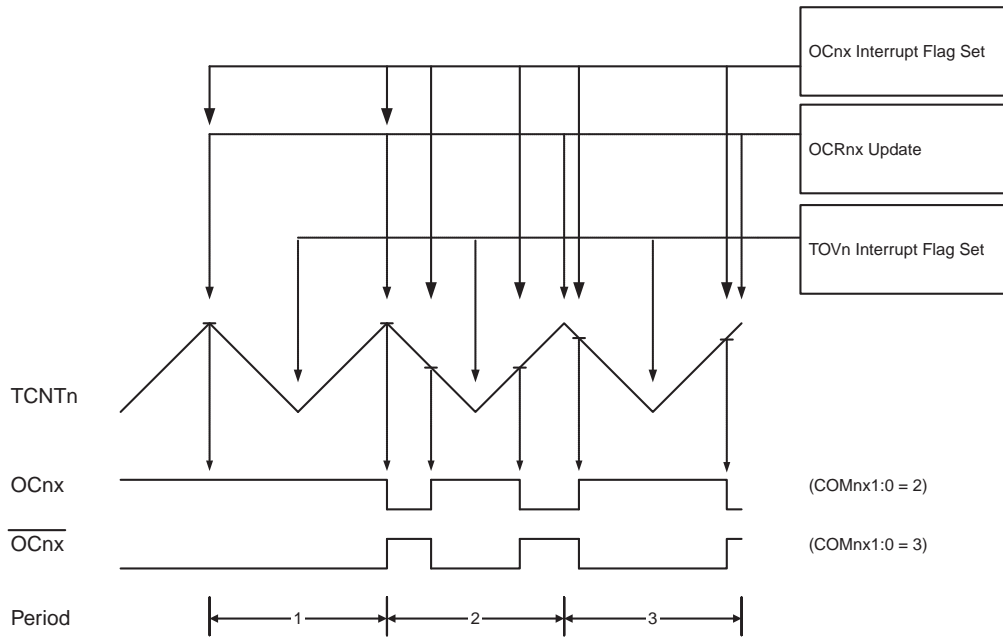 OCnx Interrupt Flag Set
OCRnx Update
TOVn Interrupt Flag Set
TCNTn
OCnx (COMnx1:0 = 2)
OCnx (COMnx1:0 = 3)
Period 1 2 3